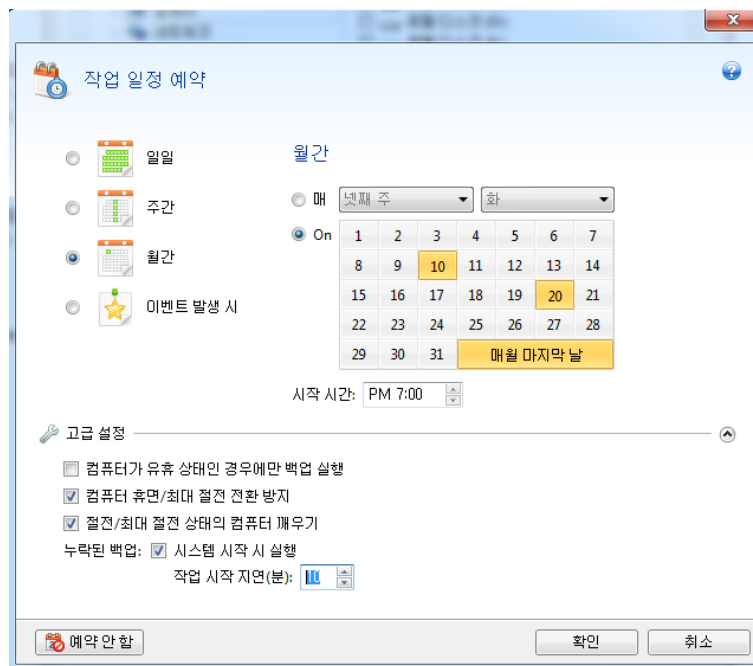 작업 일정 예약
일일
주간
월간
이벤트 발생 시
월간
매 넷째 주 화
On 1 2 3 4 5 6 7
8 9 10 11 12 13 14
15 16 17 18 19 20 21
22 23 24 25 26 27 28
29 30 31 매월 마지막 날
시작 시간: PM 7:00
고급 설정
컴퓨터가 유휴 상태인 경우에만 백업 실행
컴퓨터 휴면/최대 절전 전환 방지
절전/최대 절전 상태의 컴퓨터 깨우기
누락된 백업: 시스템 시작 시 실행
작업 시작 지연(분): 10
예약 안 함 확인 취소